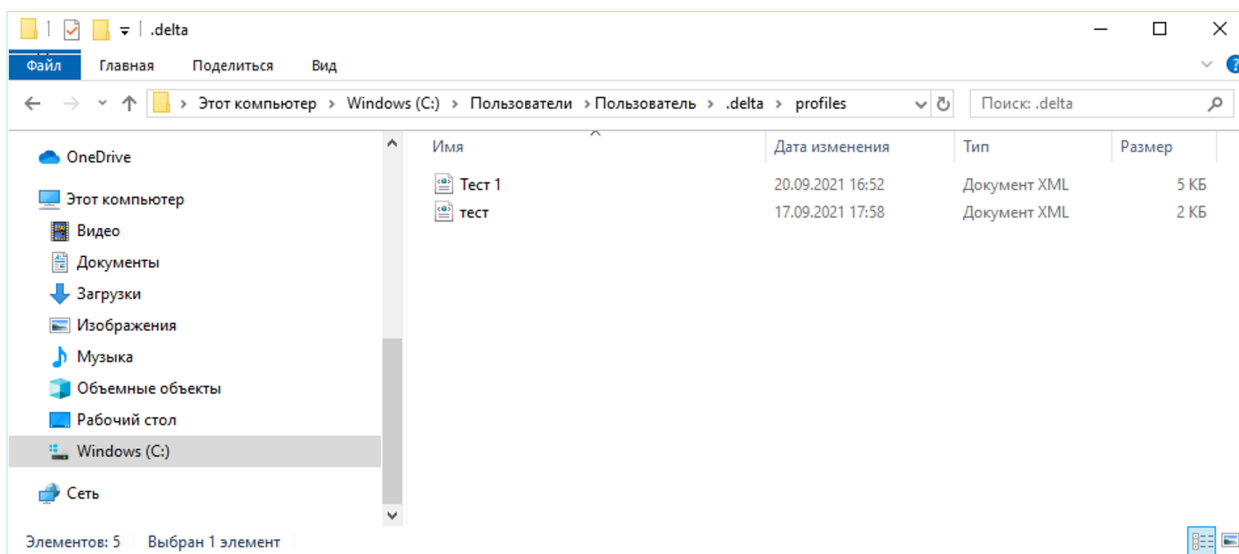 .delta
Файл Главная Поделиться Вид
Этот компьютер > Windows (C:) > Пользователи > Пользователь > .delta > profiles Поиск: .delta
Имя Дата изменения Тип Размер
OneDrive
Этот компьютер
Видео
Документы
Загрузки
Изображения
Музыка
Объемные объекты
Рабочий стол
Windows (C:)
Сеть
Тест 1 20.09.2021 16:52 Документ XML 5 КБ
тест 17.09.2021 17:58 Документ XML 2 КБ
Элементов: 5 Выбран 1 элемент